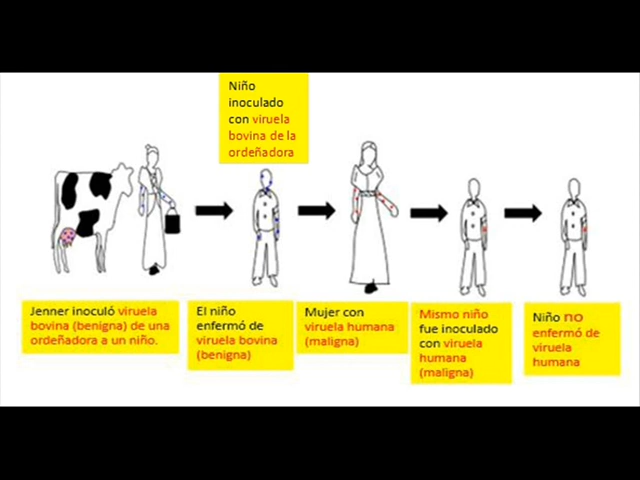 Niño
inoculado
con viruela
bovina de la
ordeñadora
Jenner inoculó viruela
bovina (benigna) de una
ordeñadora a un niño.
El niño
enfermó de
viruela bovina
(benigna)
Mujer con
viruela humana
(maligna)
Mismo niño
fue inoculado
con viruela
humana
(maligna)
Niño no
enfermó de
viruela
humana